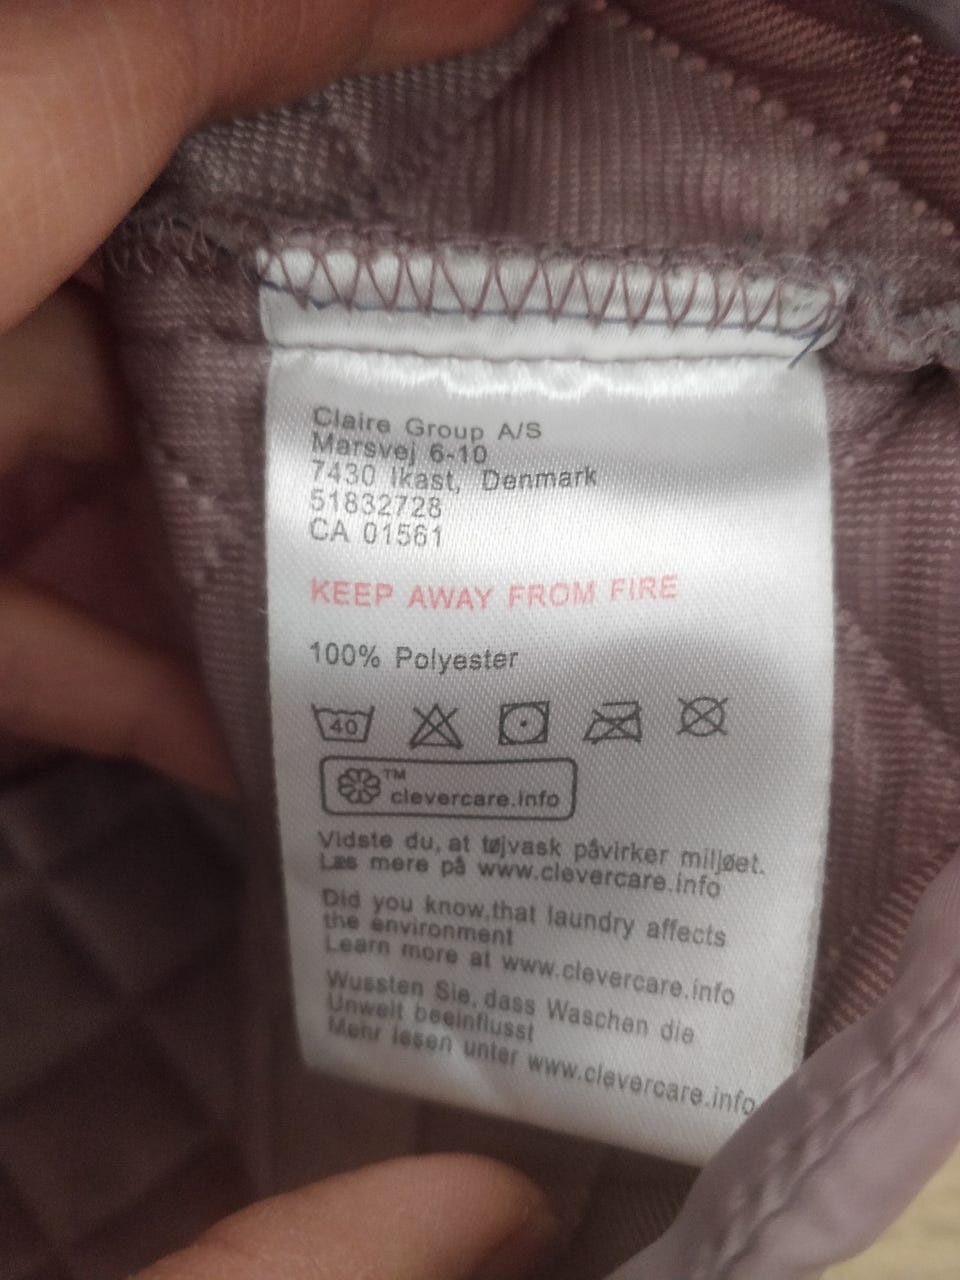 Claire Group A/S
Marsvej 6-10
7430 Ikast, Denmark
51832728
CA 01561
KEEP AWAY FROM FIRE
100% Polyester
40
TM
clevercare.info
Vidste du, at tøjvask påvirker miljøet.
Læs mere på www.clevercare.info
Did you know,that laundry affects
the environment
Learn more at www.clevercare.info
Wussten Sie, dass Waschen die
Unwelt beeinflusst
Mehr lesen unter www.clevercare.info